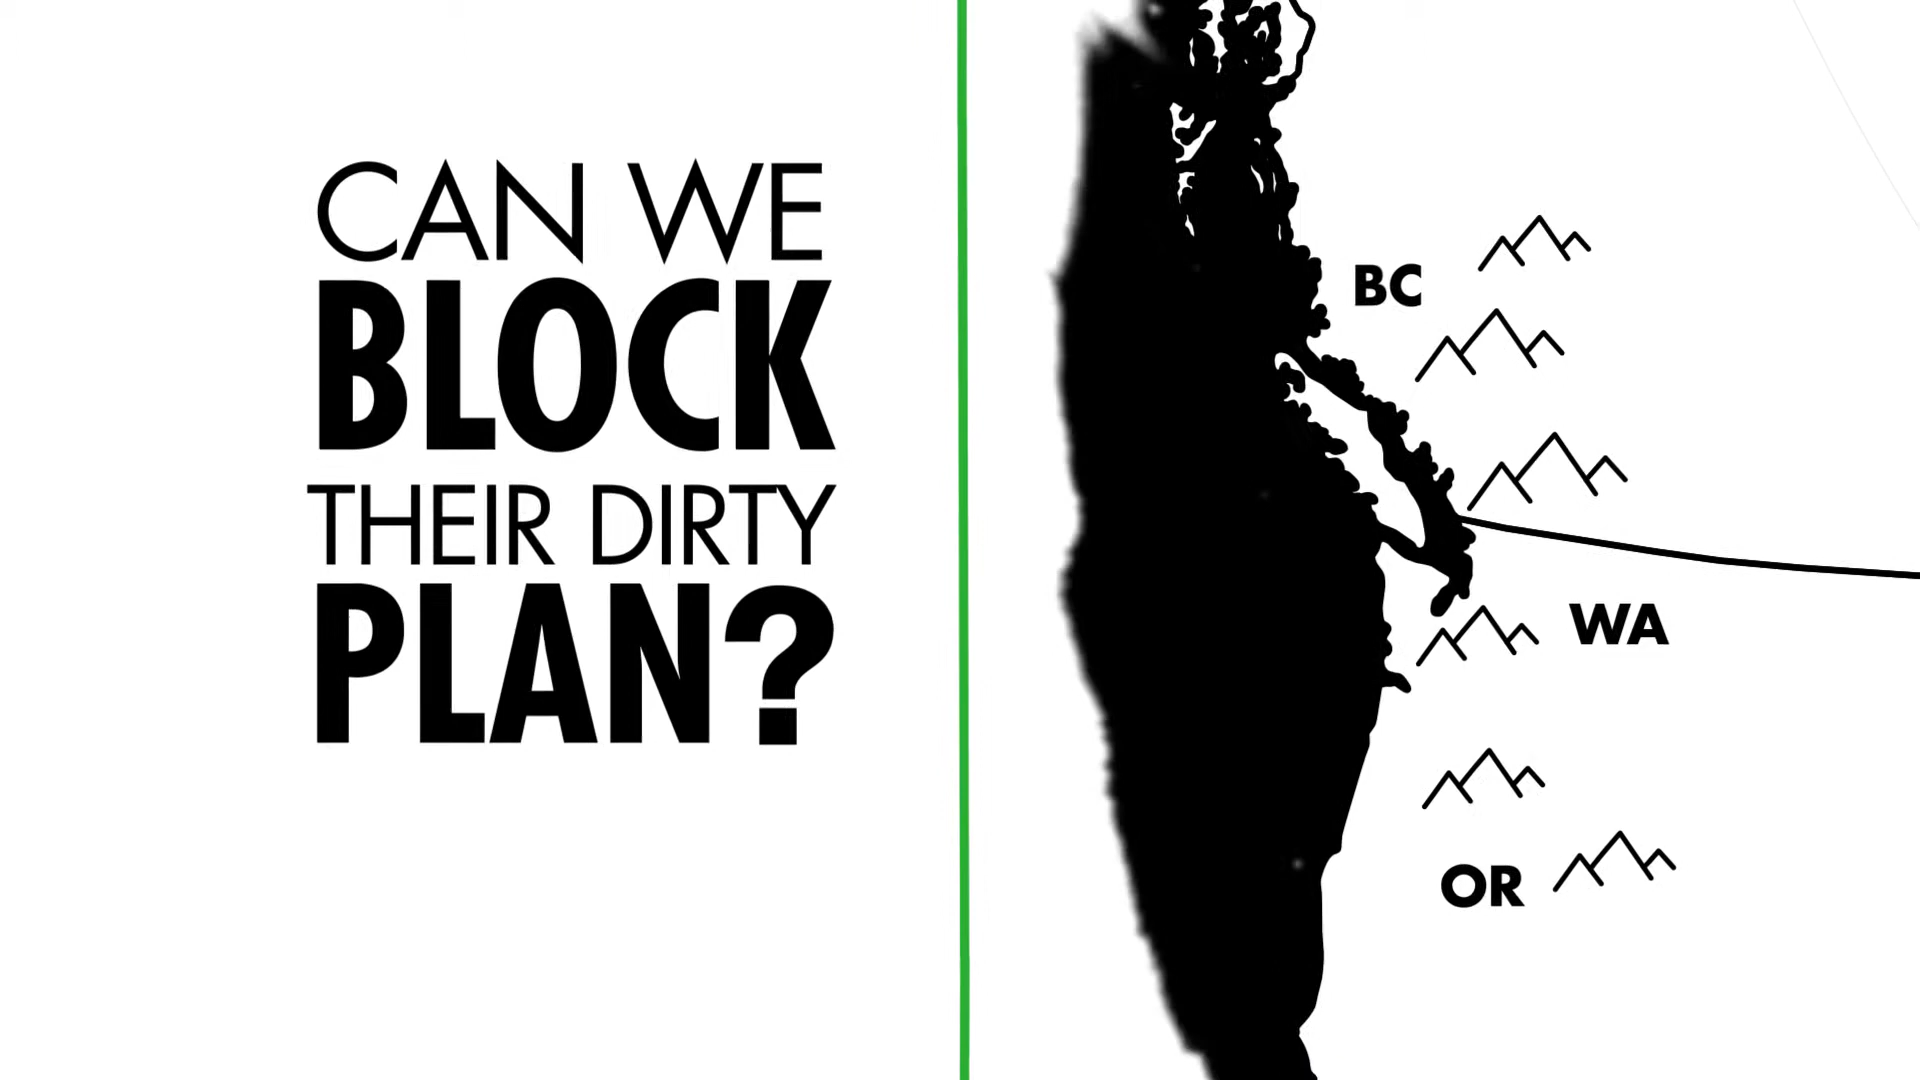 CAN WE
BLOCK
THEIR DIRTY
PLAN?
BC
WA
OR